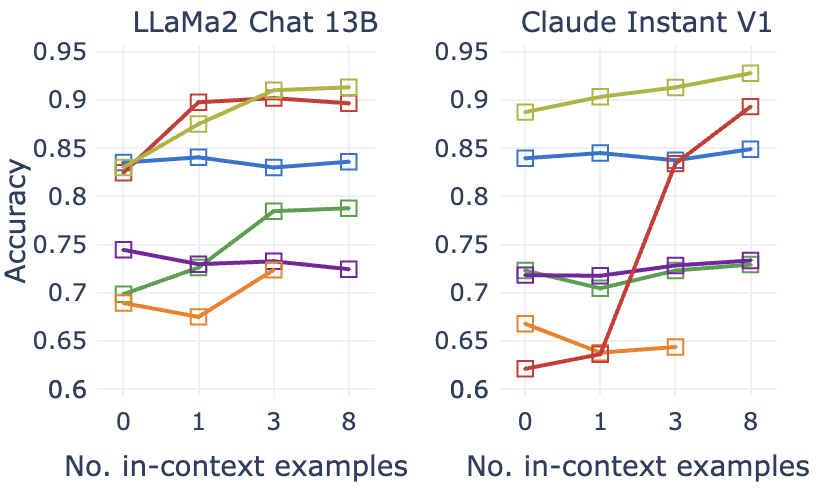 LLaMa2 Chat 13B
Claude Instant V1
Accuracy
0.95
0.9
0.85
0.8
0.75
0.7
0.65
0.6
0 1 3 8
No. in-context examples
0.95
0.9
0.85
0.8
0.75
0.7
0.65
0.6
0 1 3 8
No. in-context examples